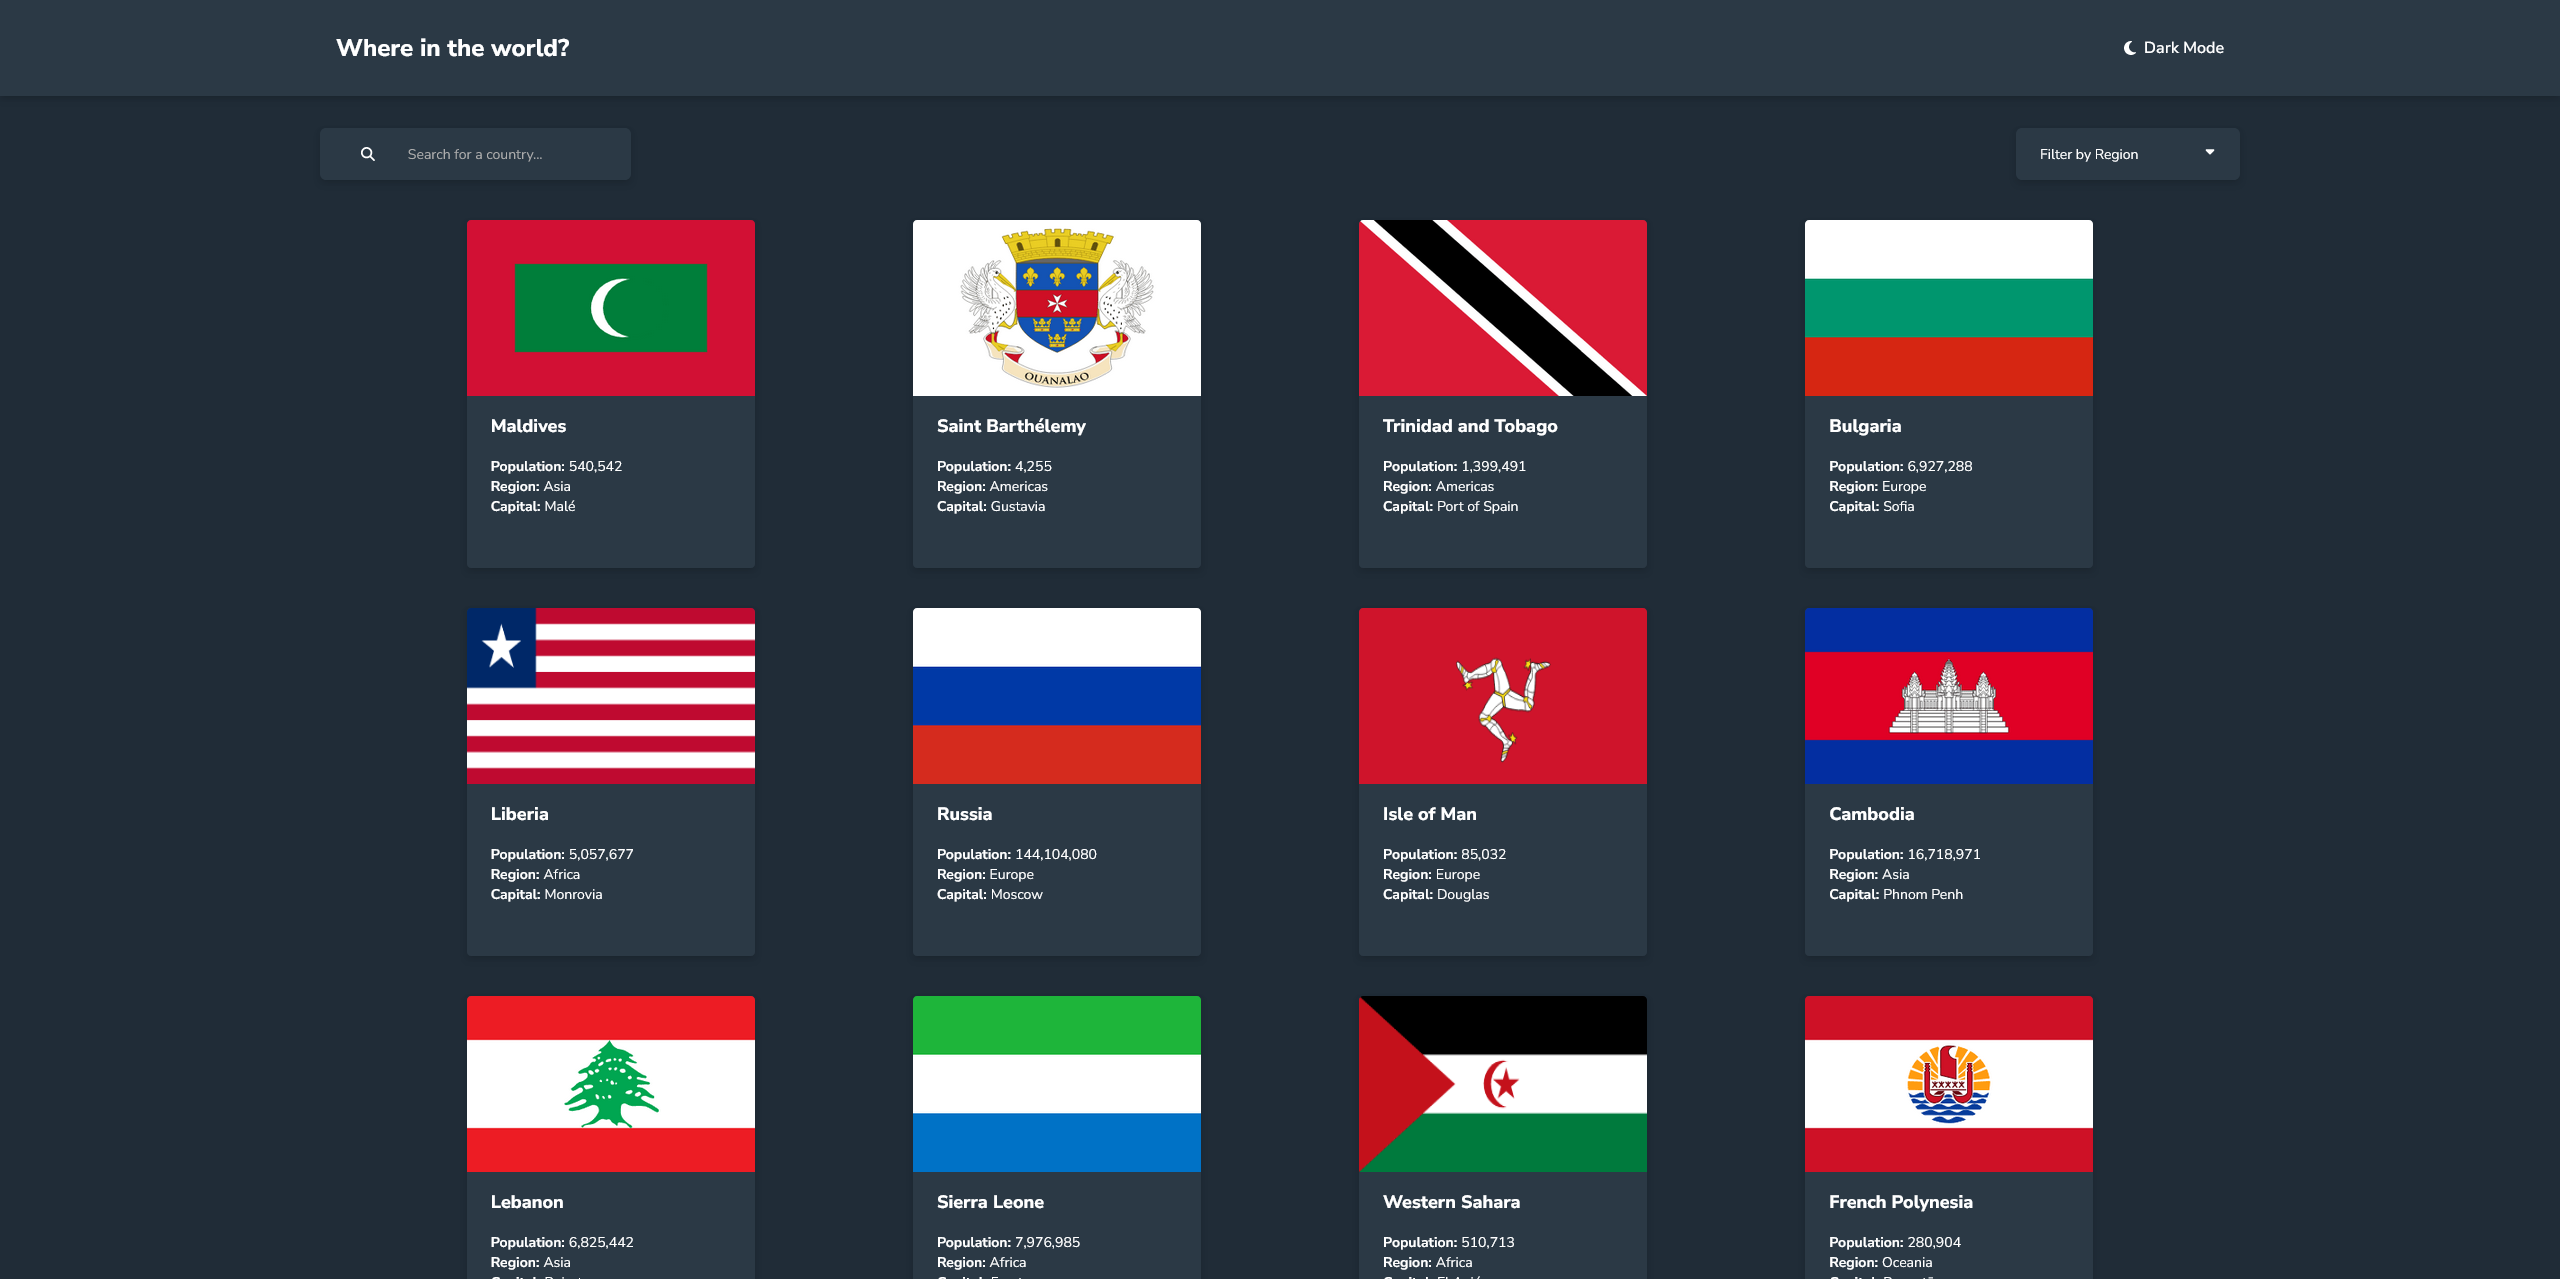 Where in the world?
Dark Mode
Search for a country...
Filter by Region
OUANALAO
Maldives
Population: 540,542
Region: Asia
Capital: Malé
Saint Barthélemy
Population: 4,255
Region: Americas
Capital: Gustavia
Trinidad and Tobago
Population: 1,399,491
Region: Americas
Capital: Port of Spain
Bulgaria
Population: 6,927,288
Region: Europe
Capital: Sofia
Liberia
Population: 5,057,677
Region: Africa
Capital: Monrovia
Russia
Population: 144,104,080
Region: Europe
Capital: Moscow
Isle of Man
Population: 85,032
Region: Europe
Capital: Douglas
Cambodia
Population: 16,718,971
Region: Asia
Capital: Phnom Penh
Lebanon
Population: 6,825,442
Region: Asia
Sierra Leone
Population: 7,976,985
Region: Africa
Western Sahara
Population: 510,713
Region: Africa
French Polynesia
Population: 280,904
Region: Oceania